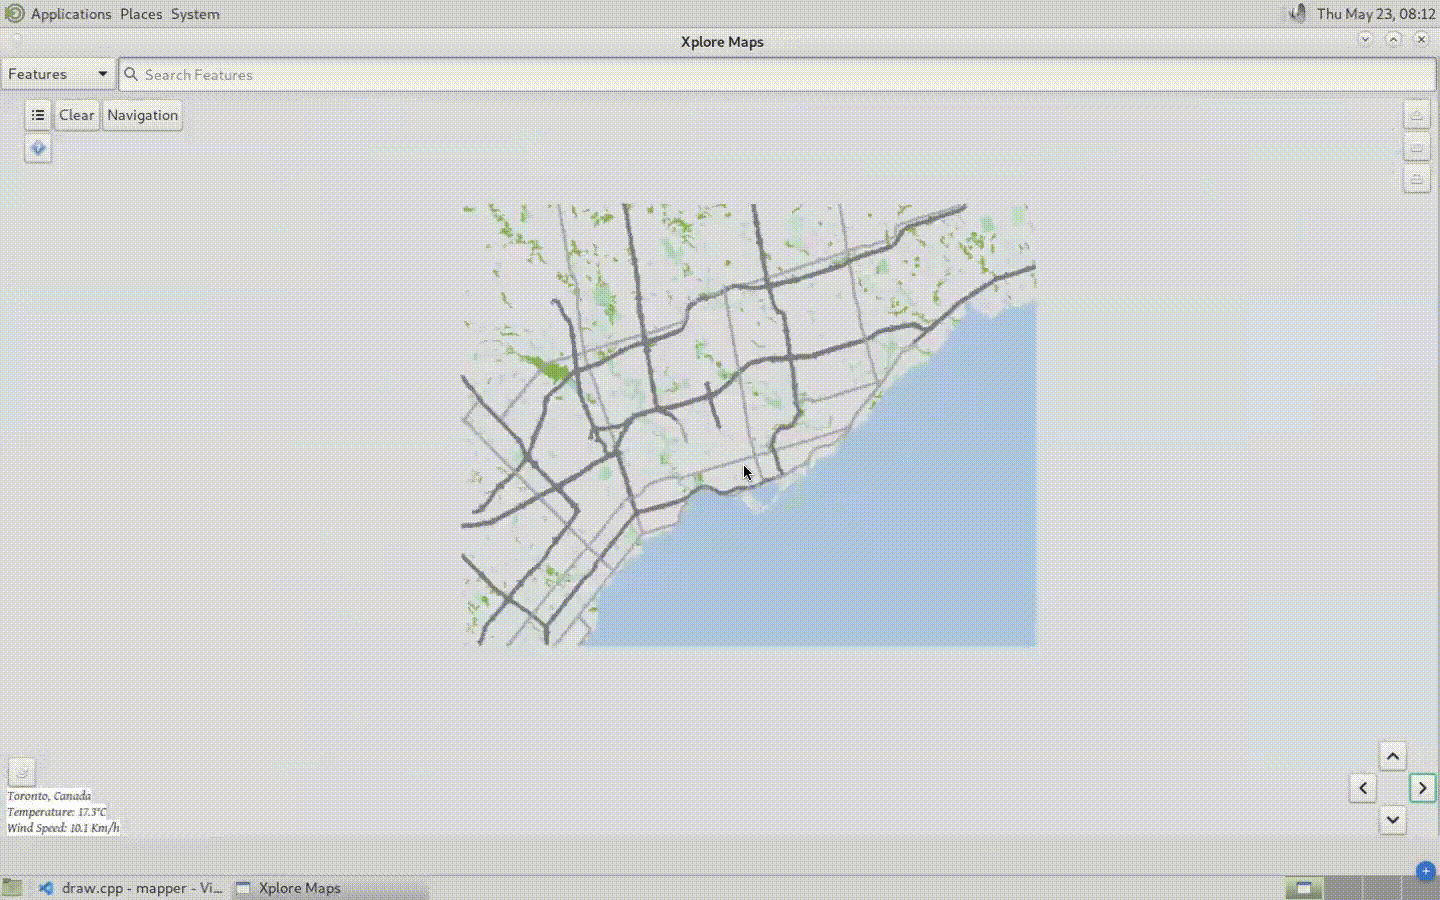 Applications Places System
Thu May 23, 08:12
Xplore Maps
Features
Search Features
Clear
Navigation
Toronto, Canada
Temperature: 17.3°C
Wind Speed: 10.1 Km/h
draw.cpp - mapper - Vi...
Xplore Maps